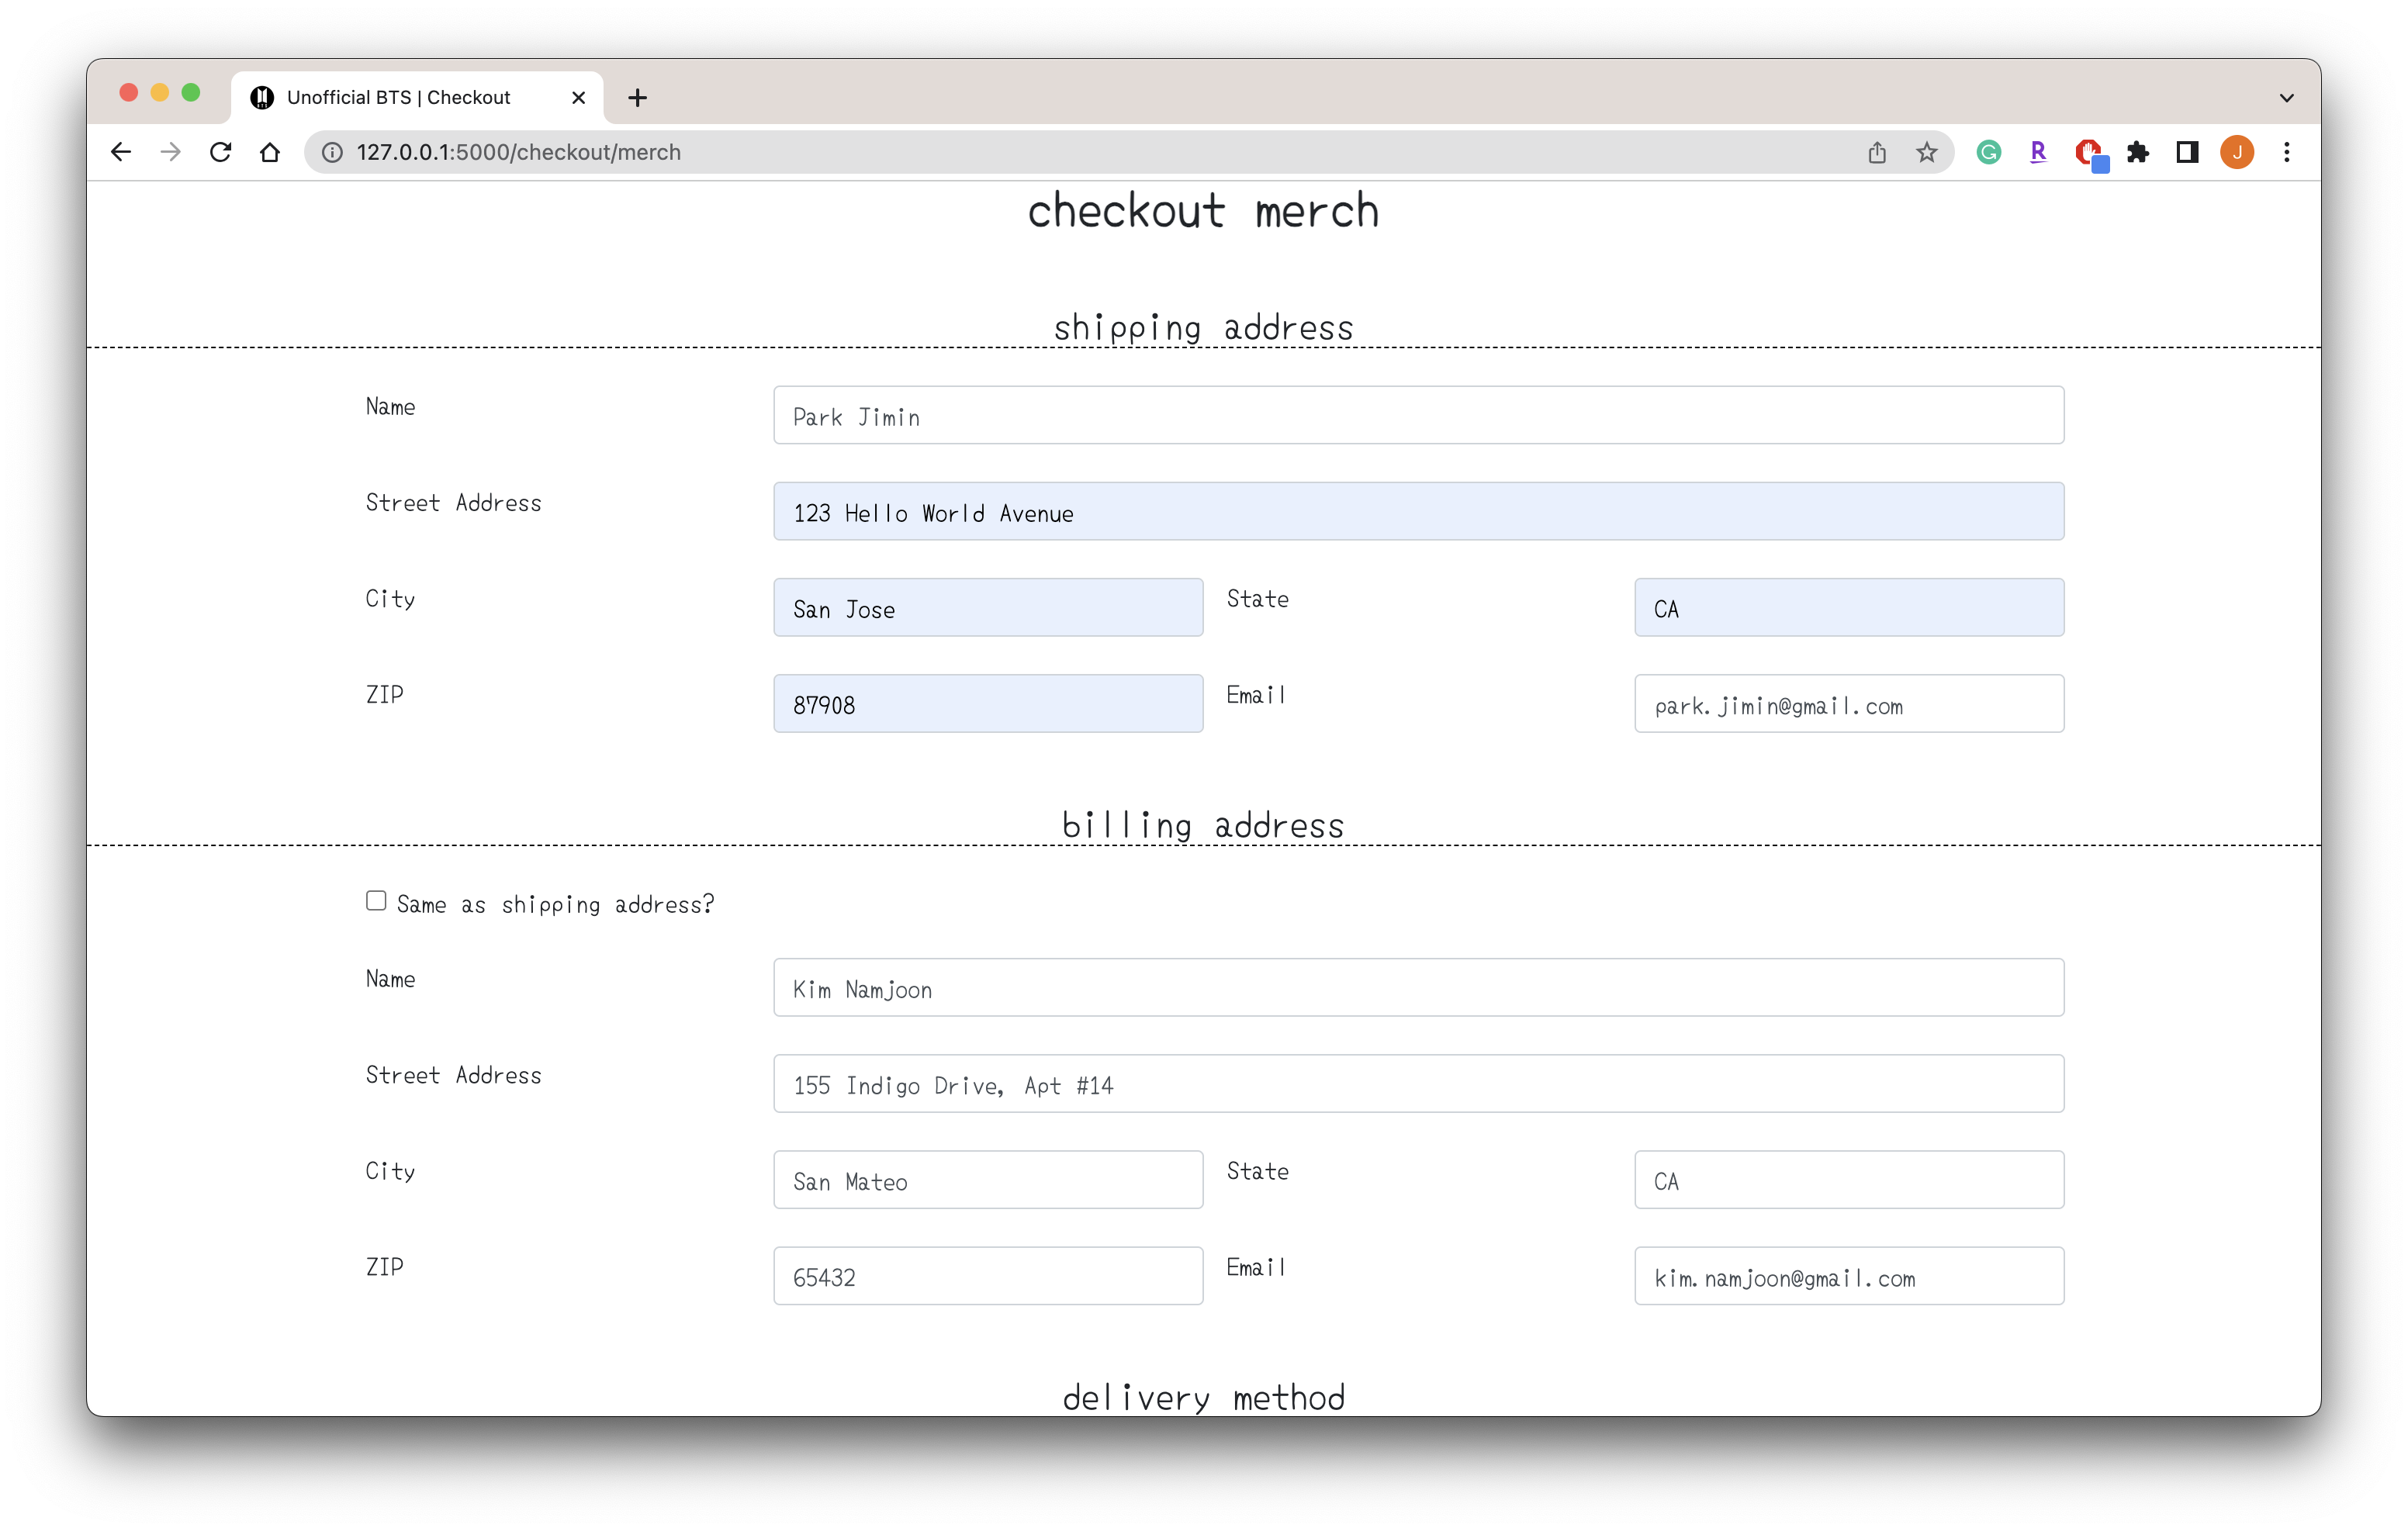 Unofficial BTS | Checkout
127.0.0.1:5000/checkout/merch
R
J
checkout merch
shipping address
Name Park Jimin
Street Address 123 Hello World Avenue
City San Jose State CA
ZIP 87908 Email park.jimin@gmail.com
billing address
Same as shipping address?
Name Kim Namjoon
Street Address 155 Indigo Drive, Apt #14
City San Mateo State CA
ZIP 65432 Email kim.namjoon@gmail.com
delivery method